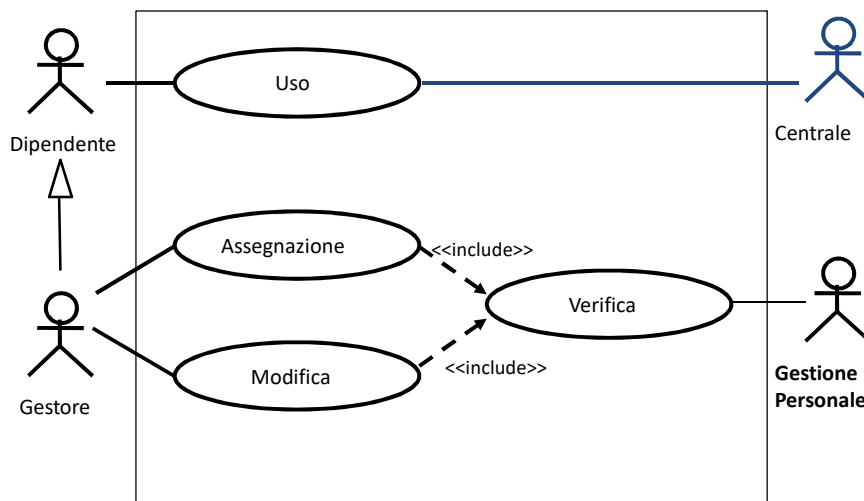 Uso
Dipendente
Centrale
Assegnazione
<<include>>
Verifica
Modifica
<<include>>
Gestore
Gestione
Personale